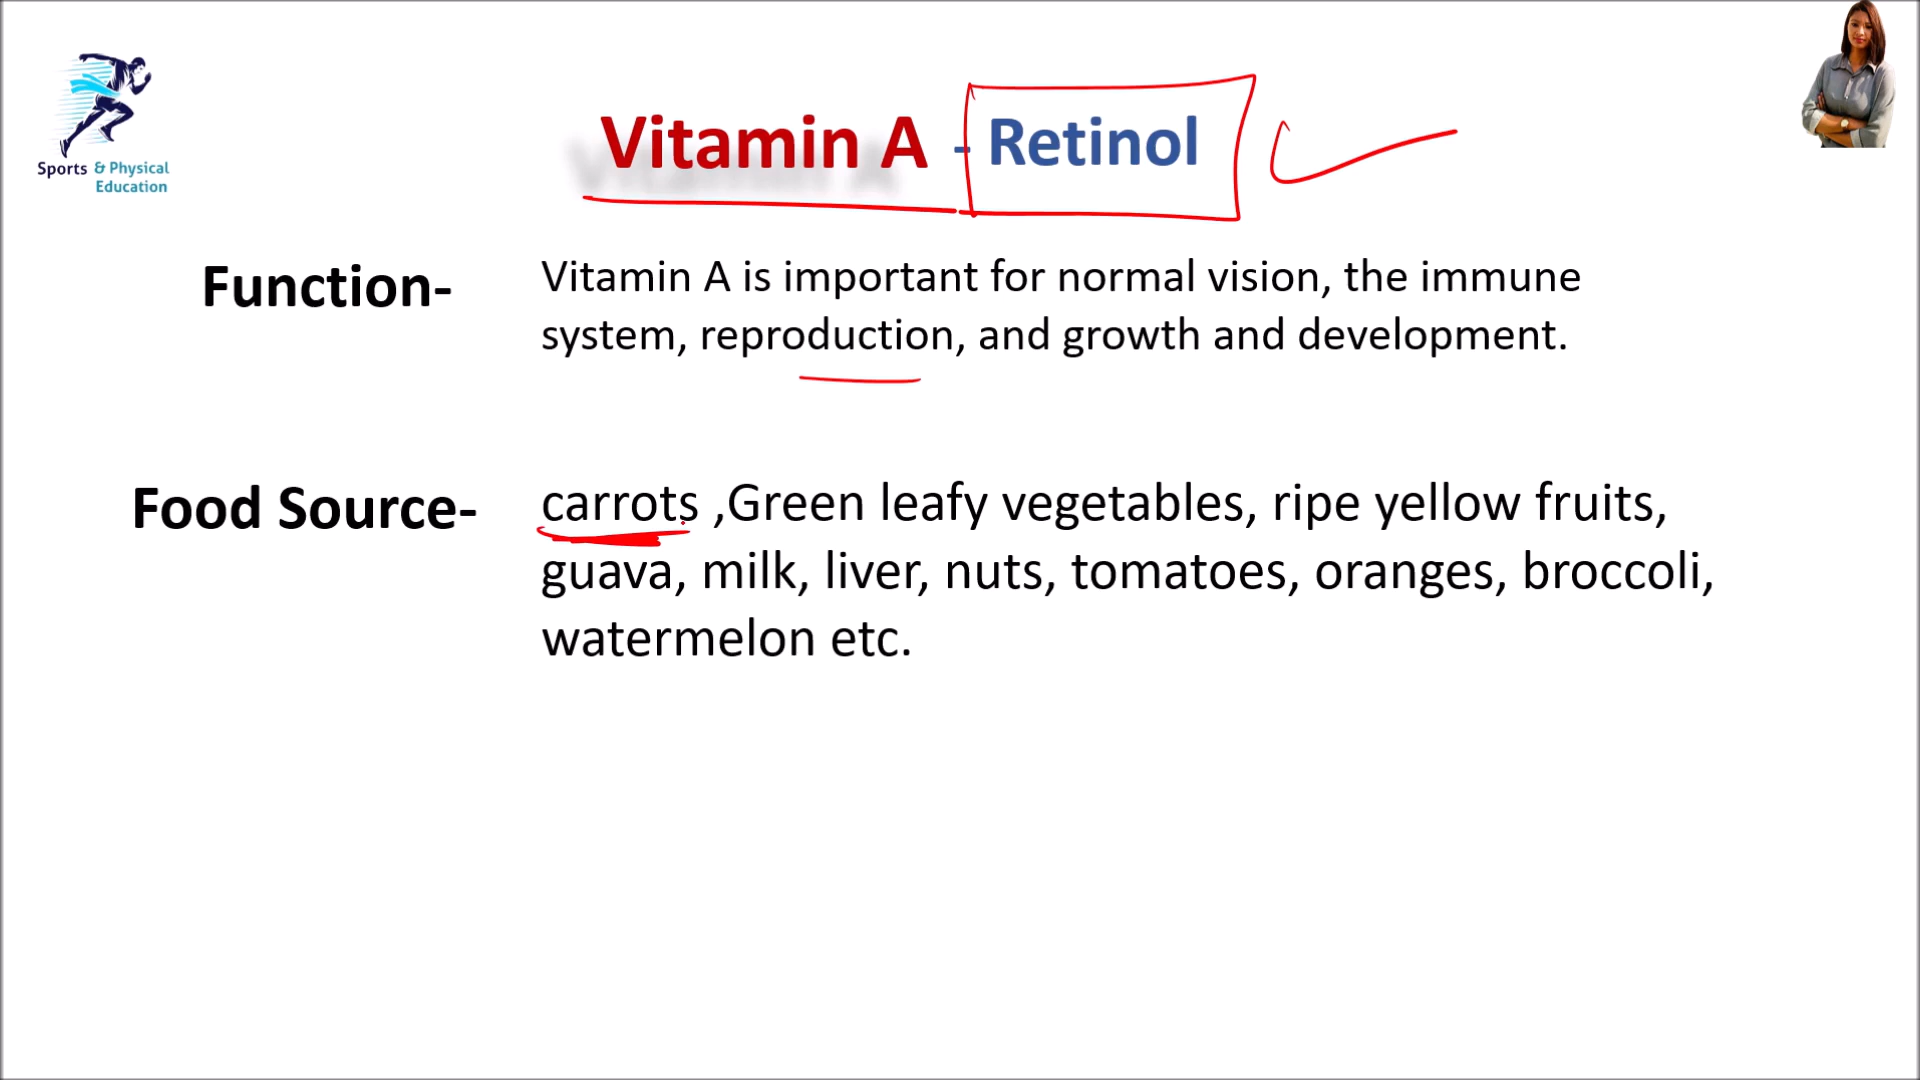 Sports & Physical
Education
Vitamin A - Retinol
Function-
Vitamin A is important for normal vision, the immune
system, reproduction, and growth and development.
Food Source-
carrots ,Green leafy vegetables, ripe yellow fruits,
guava, milk, liver, nuts, tomatoes, oranges, broccoli,
watermelon etc.